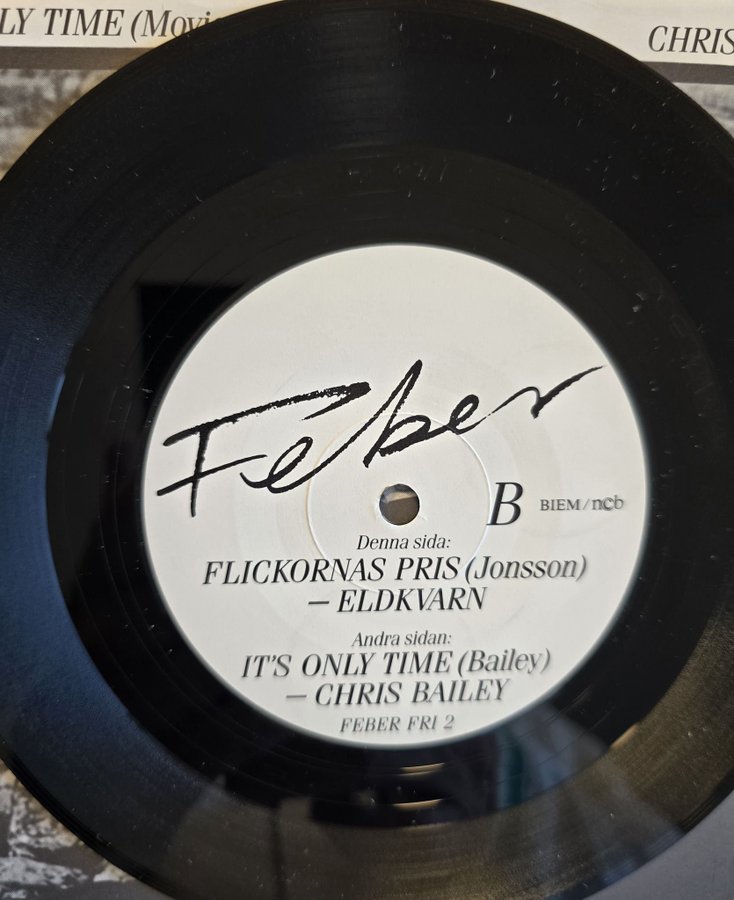 LY TIME (Movi
CHRIS
Feber
B BIEM/ncb
Denna sida:
FLICKORNAS PRIS (Jonsson)
— ELDKVARN
Andra sidan:
IT'S ONLY TIME (Bailey)
— CHRIS BAILEY
FEBER FRI 2